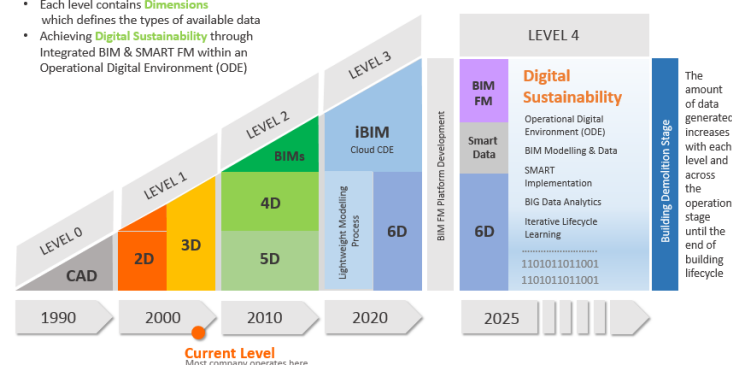 • Each level contains Dimensions
which defines the types of available data
• Achieving Digital Sustainability through
Integrated BIM & SMART FM within an
Operational Digital Environment (ODE)
LEVEL 0
LEVEL 1
LEVEL 2
LEVEL 3
LEVEL 4
CAD
2D
3D
BIMs
4D
5D
iBIM
Cloud CDE
Lightweight Modelling
Process
6D
BIM FM Platform Development
BIM
FM
Smart
Data
6D
Digital
Sustainability
Operational Digital
Environment (ODE)
BIM Modelling & Data
SMART
Implementation
BIG Data Analytics
Iterative Lifecycle
Learning
................................
1101011011001
1101011011001
Building Demolition Stage
The
amount
of data
generated
increases
with each
level and
across
the
operation
stage
until the
end of
building
lifecycle
1990
2000
2010
2020
2025
Current Level
Most company operates here